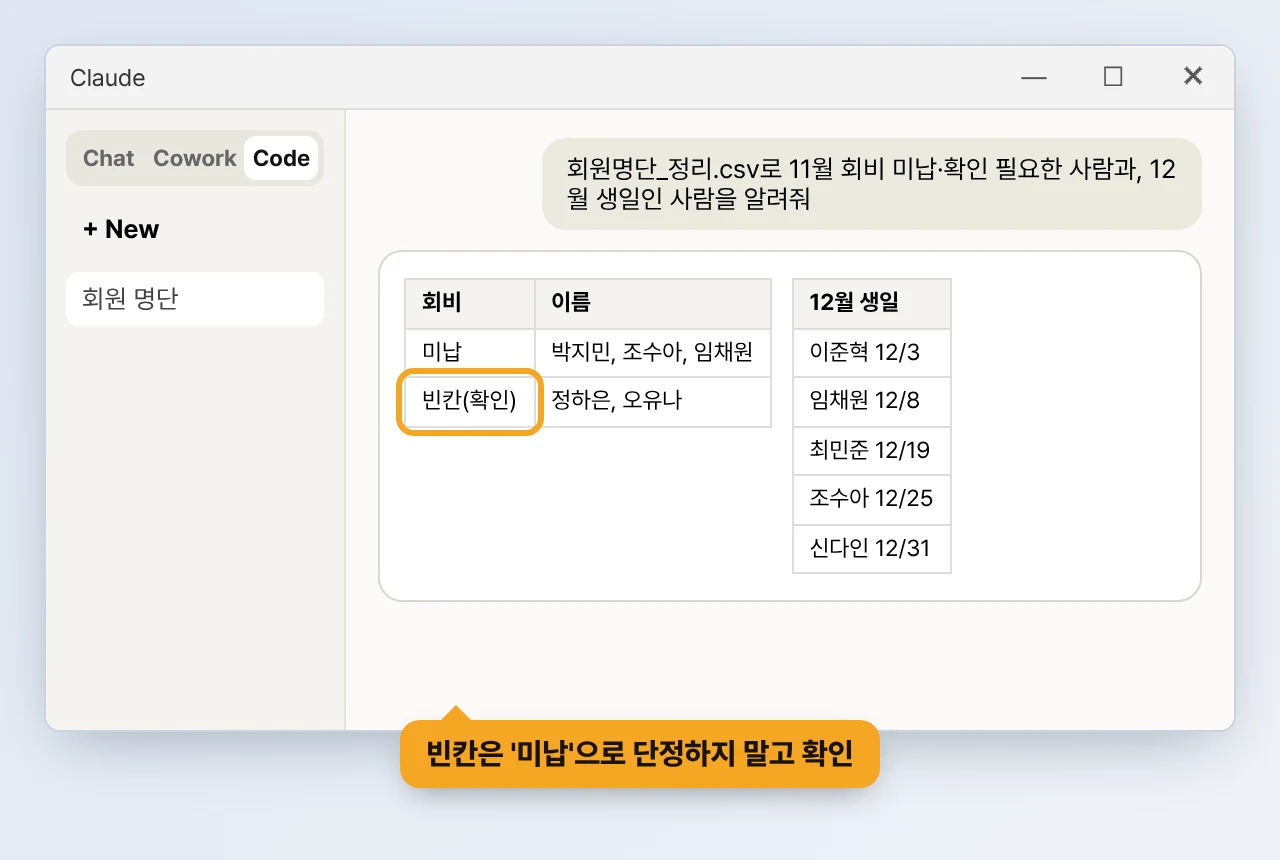 Claude
Chat Cowork Code
+ New
회원 명단
회원명단_정리.csv로 11월 회비 미납·확인 필요한 사람과, 12
월 생일인 사람을 알려줘
회비 이름
미납 박지민, 조수아, 임채원
빈칸(확인) 정하은, 오유나
12월 생일
이준혁 12/3
임채원 12/8
최민준 12/19
조수아 12/25
신다인 12/31
빈칸은 '미납'으로 단정하지 말고 확인